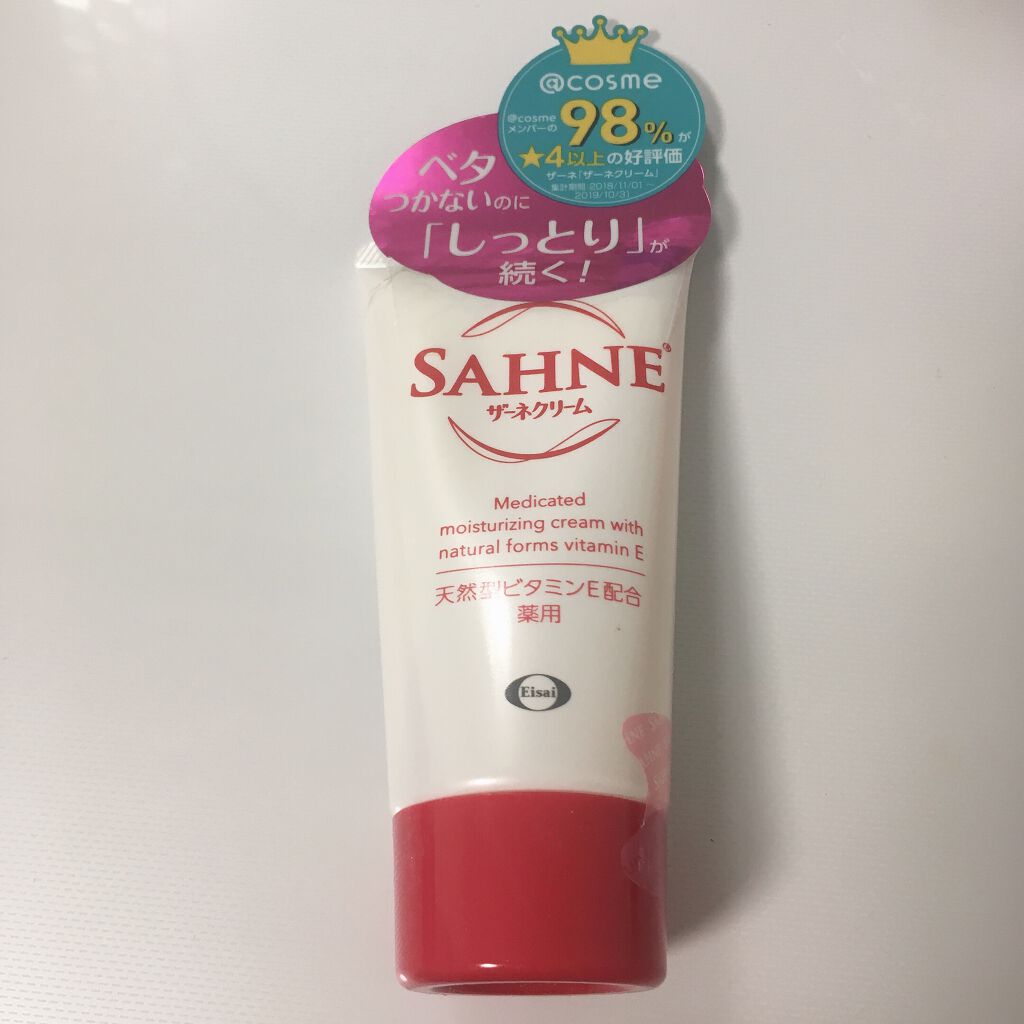 @cosme
@cosme
メンバーの
98%が
★4以上の好評価
ザーネ「ザーネクリーム」
集計期間:2018/11/01～
2019/10/31
ベタ
つかないのに
「しっとり」が
続く!
SAHNE®
ザーネクリーム
Medicated
moisturizing cream with
natural forms vitamin E
天然型ビタミンE配合
薬用
Eisai